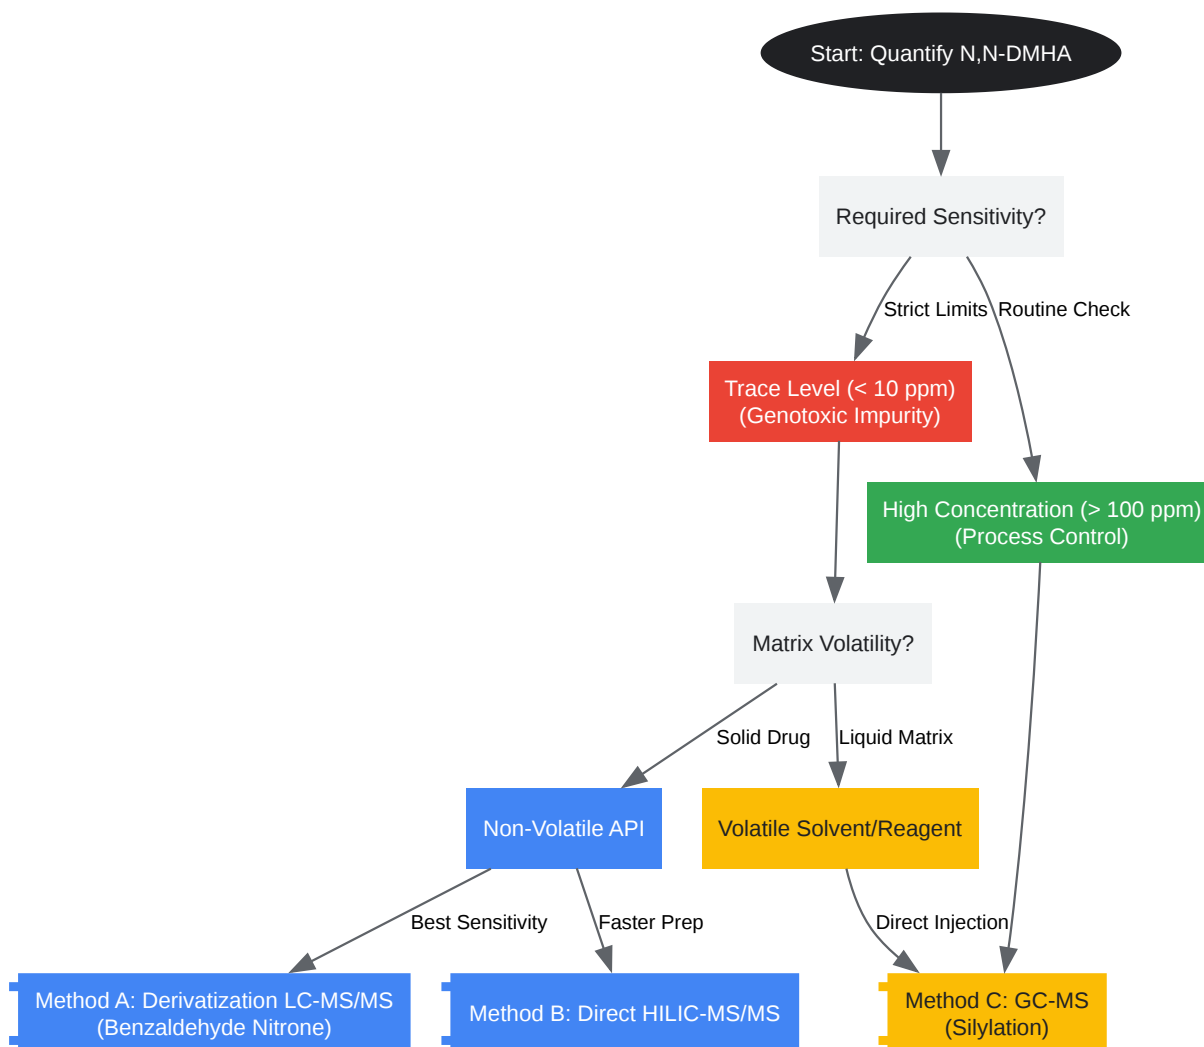 Start: Quantify N,N-DMHA
Required Sensitivity?
Strict Limits
Routine Check
Trace Level (< 10 ppm)
(Genotoxic Impurity)
High Concentration (> 100 ppm)
(Process Control)
Matrix Volatility?
Solid Drug
Liquid Matrix
Non-Volatile API
Volatile Solvent/Reagent
Best Sensitivity
Faster Prep
Direct Injection
Method A: Derivatization LC-MS/MS
(Benzaldehyde Nitrone)
Method B: Direct HILIC-MS/MS
Method C: GC-MS
(Silylation)